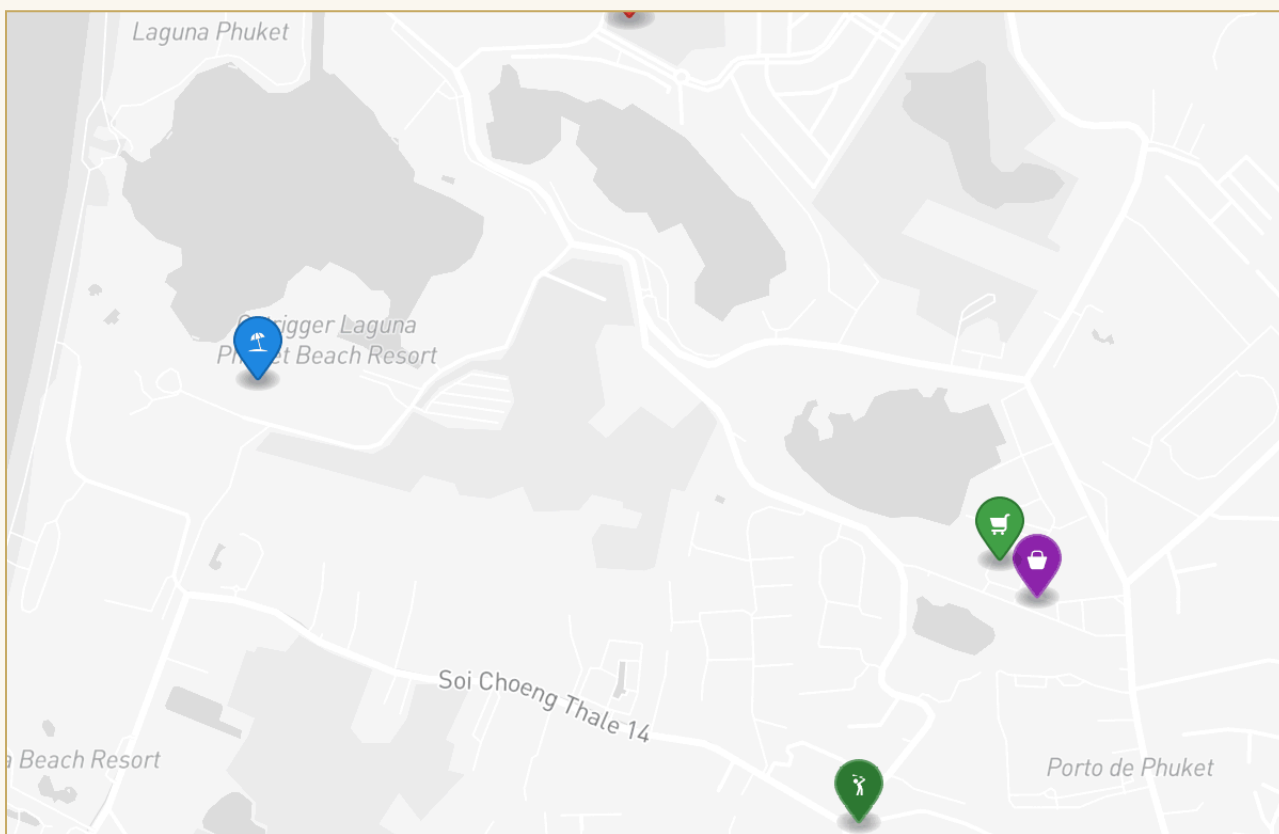 Laguna Phuket
Laguna
Beach Resort
Soi Choeng Thale 14
Beach Resort
Porto de Phuket